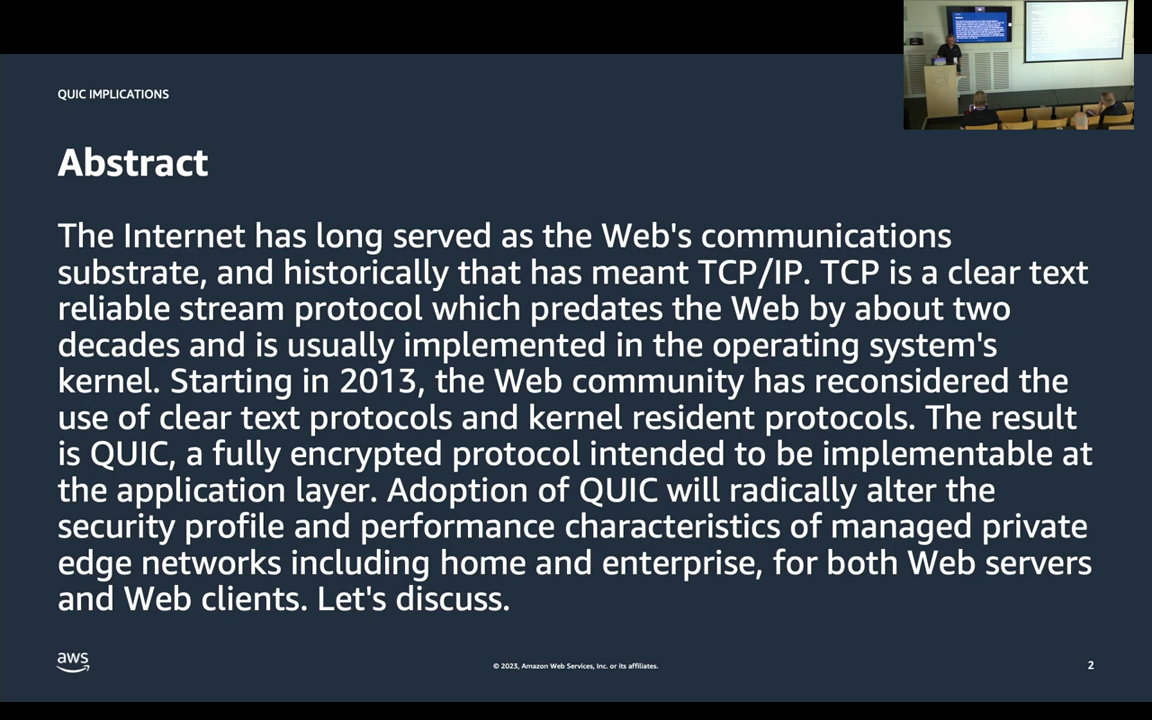 QUIC IMPLICATIONS
Abstract
The Internet has long served as the Web's communications
substrate, and historically that has meant TCP/IP. TCP is a clear text
reliable stream protocol which predates the Web by about two
decades and is usually implemented in the operating system's
kernel. Starting in 2013, the Web community has reconsidered the
use of clear text protocols and kernel resident protocols. The result
is QUIC, a fully encrypted protocol intended to be implementable at
the application layer. Adoption of QUIC will radically alter the
security profile and performance characteristics of managed private
edge networks including home and enterprise, for both Web servers
and Web clients. Let's discuss.
aws
© 2023, Amazon Web Services, Inc. or its affiliates.
2